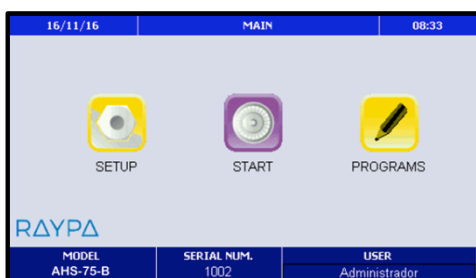 16/11/16 MAIN 08:33
SETUP START PROGRAMS
RAYPA
MODEL SERIAL NUM. USER
AHS-75-B 1002 Administrador